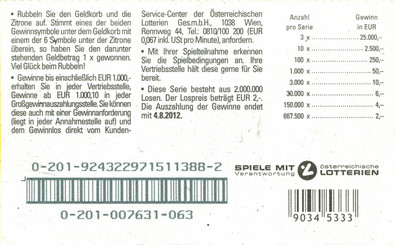 • Rubbeln Sie den Geldkorb und die
Zitrone auf. Stimmt eines der beiden
Gewinnsymbole unter dem Geldkorb mit
einem der 6 Symbole unter der Zitrone
überein, so haben Sie den darunter
stehenden Geldbetrag 1 x gewonnen.
Viel Glück beim Rubbeln!
• Gewinne bis einschließlich EUR 1.000,-
erhalten Sie in jeder Vertriebsstelle,
Gewinne ab EUR 1.000,10 in jeder
Großgewinnauszahlungsstelle. Sie können
diese auch mit einer Gewinnanforderung
(liegt in jeder Annahmestelle auf) und
dem Gewinnlos direkt vom Kunden-
Service-Center der Österreichischen
Lotterien Ges.m.b.H., 1038 Wien,
Rennweg 44, Tel.: 0810/100 200 (EUR
0,067 inkl. USt pro Minute), anfordern.
• Mit Ihrer Spielteilnahme erkennen
Sie die Spielbedingungen an. Ihre
Vertriebsstelle hält diese gerne für Sie
bereit.
• Diese Serie besteht aus 2.000.000
Losen. Der Lospreis beträgt EUR 2,-.
Die Auszahlung der Gewinne endet
mit 4.8.2012.
Anzahl Gewinn
pro Serie in EUR
3 x 25.000,-
10 x 2.500,-
100 x 250,-
1.000 x 50,-
3.000 x 10,-
36.000 x 6,-
150.000 x 4,-
667.500 x 2,-
0-201-924322971511388-2
0-201-007631-063
SPIELE MIT
Verantwortung
österreichische
LOTTERIEN
9034 5333